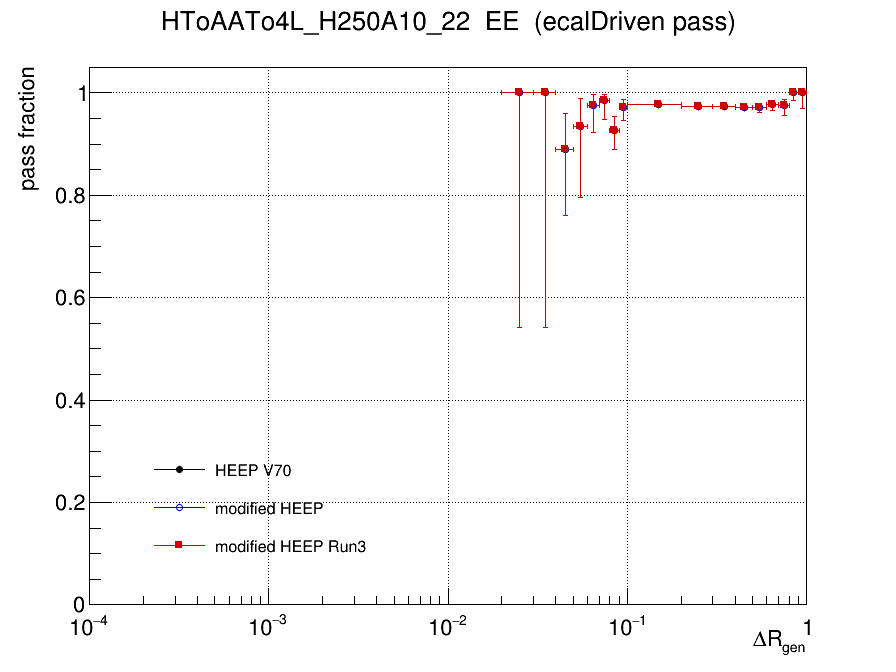 HToAATo4L_H250A10_22 EE (ecalDriven pass)
pass fraction
1
0.8
0.6
0.4
0.2
0
HEEP V70
modified HEEP
modified HEEP Run3
10⁻⁴ 10⁻³ 10⁻² 10⁻¹ 1
ΔR_gen